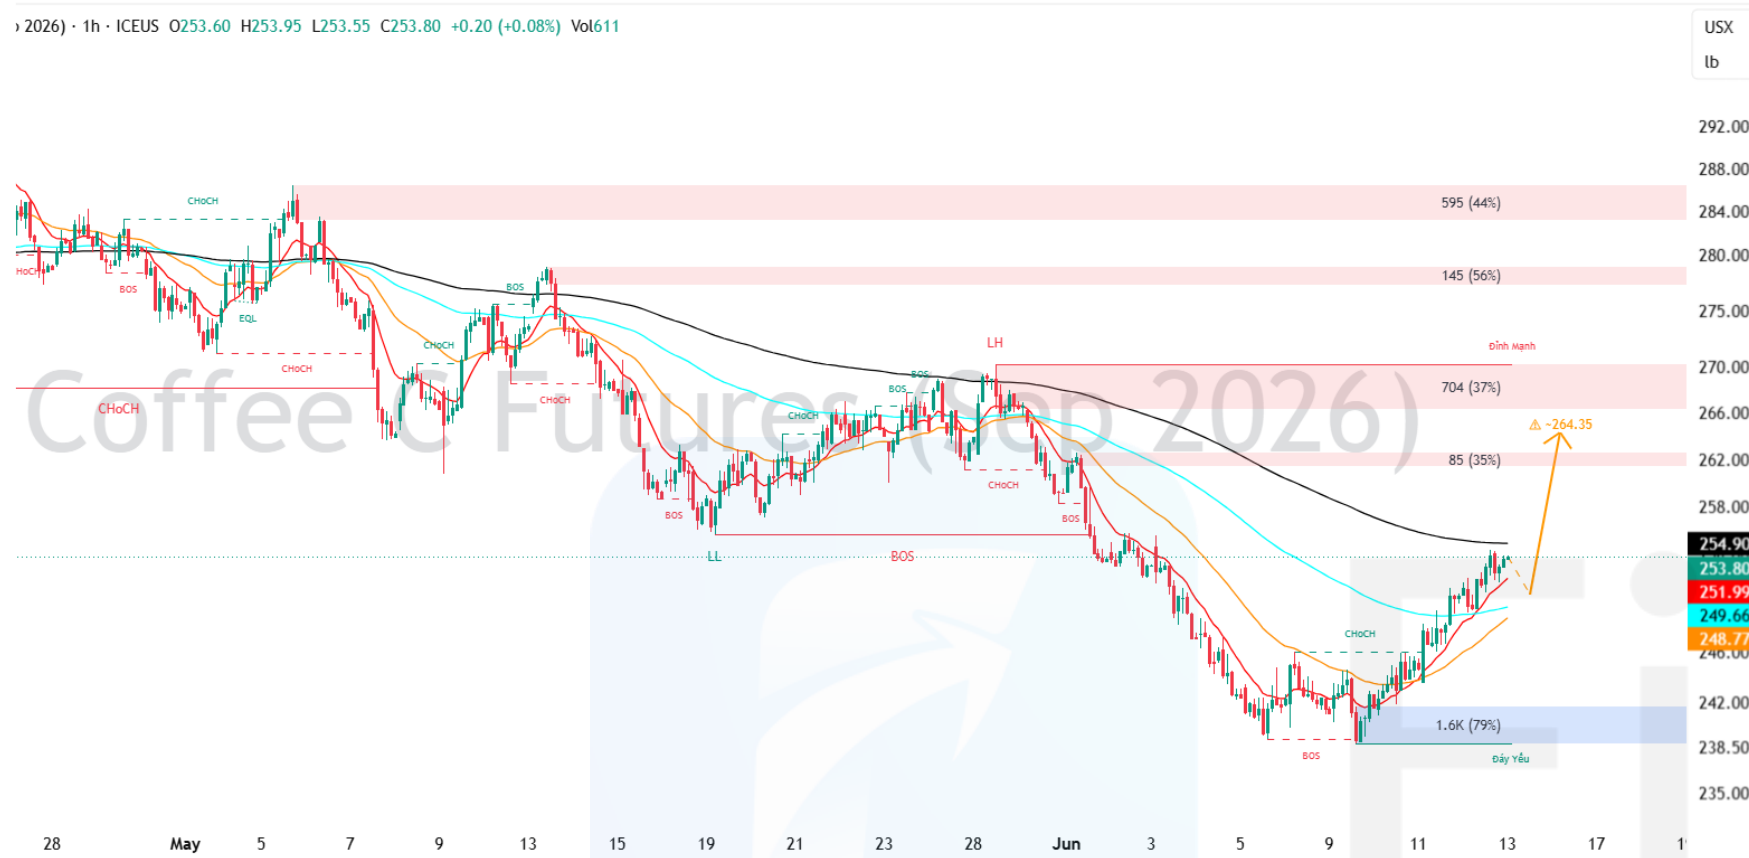 2026) · 1h · ICEUS O253.60 H253.95 L253.55 C253.80 +0.20 (+0.08%) Vol611
USX
lb
292.00
288.00
CHoCH
595 (44%)
284.00
280.00
HoCH
145 (56%)
BOS
BOS
EQL
275.00
CHoCH
LH
Đỉnh Mạnh
CHoCH
270.00
BOS
704 (37%)
BOS
CHoCH
CHoCH
CHoCH
266.00
Coffee C Futures (Sep 2026)
⚠ ~264.35
85 (35%)
262.00
CHoCH
258.00
BOS
BOS
254.90
LL
BOS
253.80
251.99
249.66
CHoCH
248.77
246.00
242.00
1.6K (79%)
238.50
BOS
Đáy Yếu
235.00
28 May 5 7 9 13 15 19 21 23 28 Jun 3 5 9 11 13 17
Fi